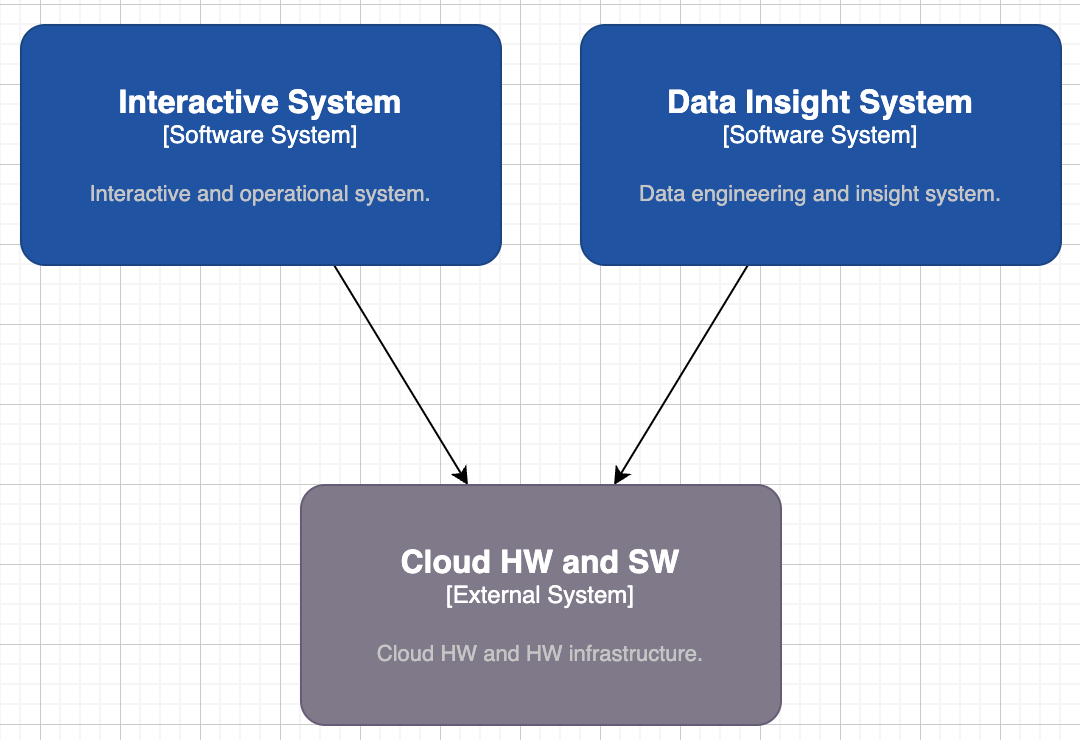 Interactive System
[Software System]
Interactive and operational system.
Data Insight System
[Software System]
Data engineering and insight system.
Cloud HW and SW
[External System]
Cloud HW and HW infrastructure.